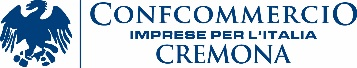 CONFCOMMERCIO
IMPRESE PER L'ITALIA
CREMONA